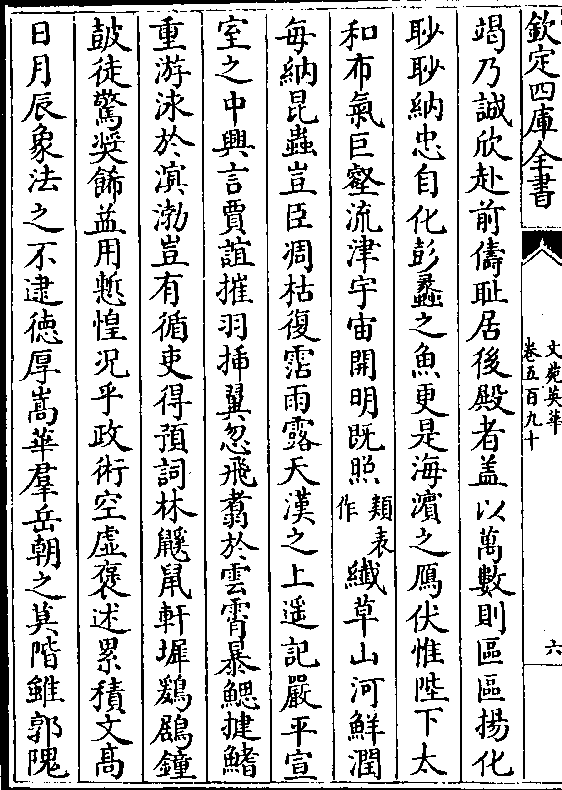 欽定四庫全書
文苑英華
卷五百九十
六
竭乃誠欣赴前儔耻居後殿者盖以萬數則區區揚化
耿耿納忠自化彭蠡之魚更是海濱之鴈伏惟陛下太
和布氣巨壑流津宇宙開明既照類表作纎草山河鮮潤
每納昆蟲豈臣凋枯復霑雨露天漢之上遥記嚴平宣
室之中興言賈誼摧羽插翼忽飛翥於雲霄暴鰓揵鰭
重游泳於溟渤豈有循吏得預詞林鼷鼠軒墀鷄鶋鐘
鼓徒驚奬飾益用慙惶况乎政術空虚褒述累積文髙
日月辰象法之不逮徳厚嵩華羣岳朝之莫階雖郭隗